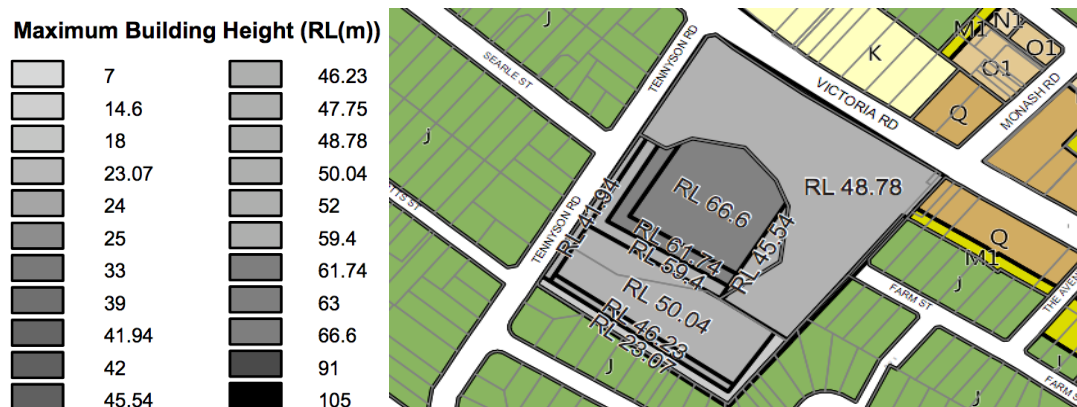 Maximum Building Height (RL(m))
7
14.6
18
23.07
24
25
33
39
41.94
42
45.54
46.23
47.75
48.78
50.04
52
59.4
61.74
63
66.6
91
105
J
SEARLE ST
TENNYSON RD
K
M1
N1
O1
O1
VICTORIA RD
MONASH RD
Q
J
RL 66.6
RL 48.78
RL 41.94
TENNYSON RD
RL 61.74
RL 59.4
RL 45.54
Q
M1
J
FARM ST
THE AVEN
RL 50.04
RL 46.23
RL 23.07
J
J
FARM S